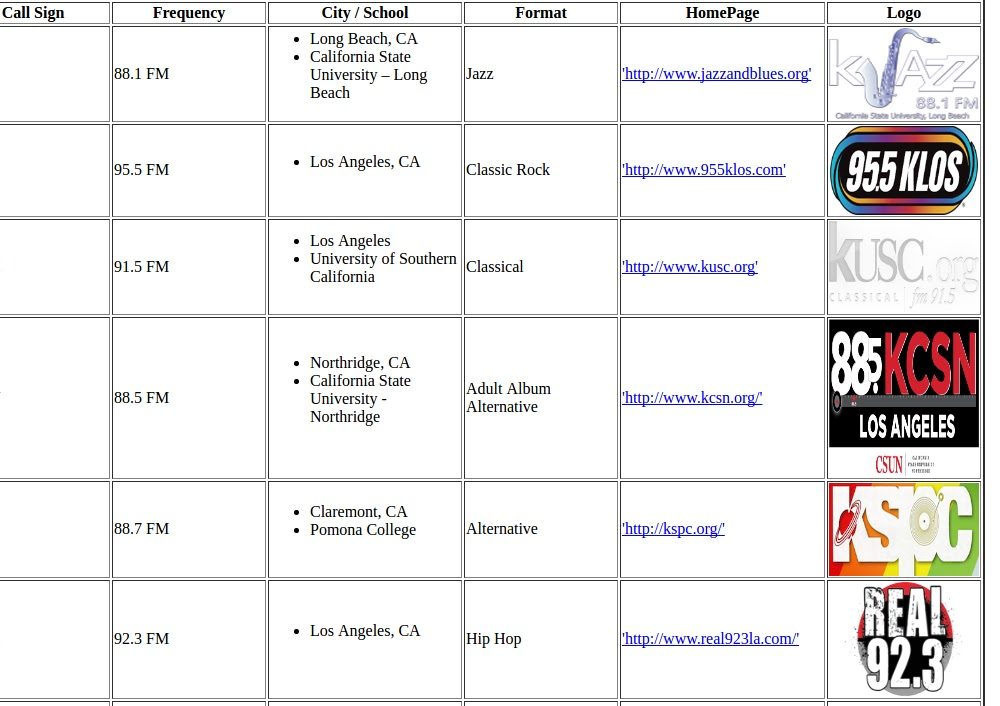 Call Sign Frequency City / School Format HomePage Logo
Long Beach, CA
California State
University – Long
Beach
88.1 FM Jazz 'http://www.jazzandblues.org'
KJAZZ
88.1 FM
California State University, Long Beach
Los Angeles, CA
95.5 FM Classic Rock 'http://www.955klos.com'
95.5 KLOS
Los Angeles
University of Southern
California
91.5 FM Classical 'http://www.kusc.org'
KUSC.org
CLASSICAL fm 91.5
Northridge, CA
California State
University -
Northridge
88.5 FM
Adult Album
Alternative
'http://www.kcsn.org/'
88.5 KCSN
LOS ANGELES
CSUN
Claremont, CA
Pomona College
88.7 FM Alternative 'http://kspc.org/'
KSPC
Los Angeles, CA
92.3 FM Hip Hop 'http://www.real923la.com/'
REAL
92.3